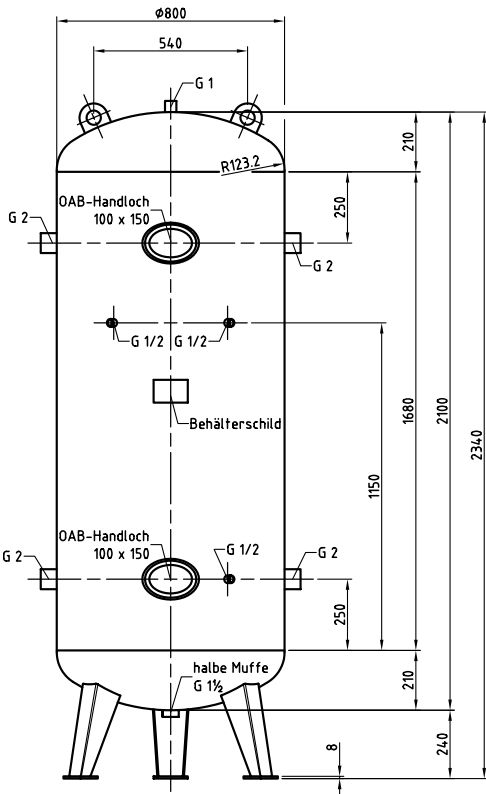 Φ800
540
G 1
R123.2
210
OAB-Handloch
100 x 150
250
G 2
G 2
G 1/2
G 1/2
Behälterschild
1150
1680
2100
2340
OAB-Handloch
100 x 150
G 1/2
G 2
G 2
250
halbe Muffe
G 1½
210
8
240